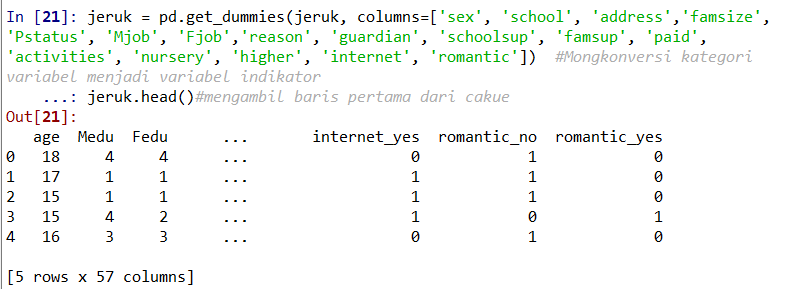 In [21]: jeruk = pd.get_dummies(jeruk, columns=['sex', 'school', 'address','famsize',
'Pstatus', 'Mjob', 'Fjob','reason', 'guardian', 'schoolsup', 'famsup', 'paid',
'activities', 'nursery', 'higher', 'internet', 'romantic'])  #Mongkonversi kategori
variabel menjadi variabel indikator
    ...: jeruk.head()#mengambil baris pertama dari cakue
Out[21]:
   age  Medu  Fedu      ...       internet_yes  romantic_no  romantic_yes
0   18     4     4      ...                  0            1             0
1   17     1     1      ...                  1            1             0
2   15     1     1      ...                  1            1             0
3   15     4     2      ...                  1            0             1
4   16     3     3      ...                  0            1             0
[5 rows x 57 columns]